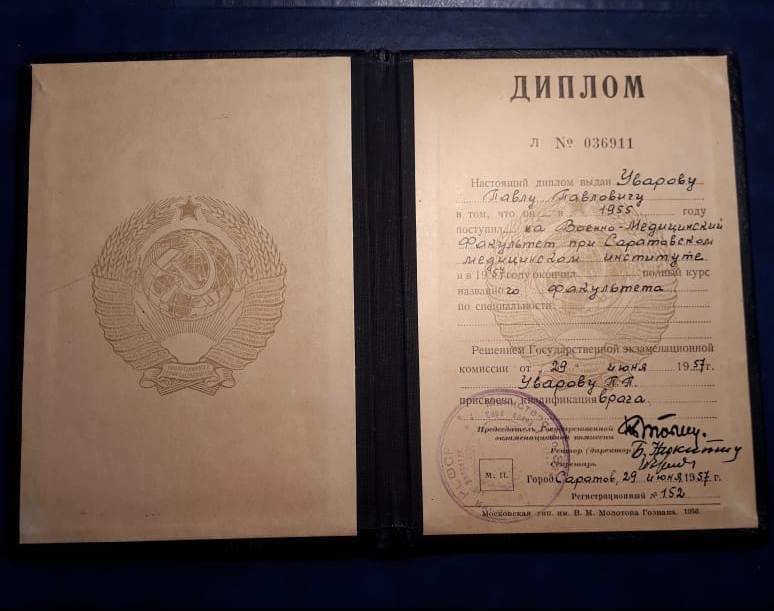 ДИПЛОМ
Л № 036911
Настоящий диплом выдан Уварову
Павлу Павловичу
в том, что он в 1955 году
поступил на Военно-Медицинский
Факультет при Саратовском
медицинском институте
и в 1957 году окончил полный курс
названного факультета
по специальности
Решением Государственной экзаменационной
комиссии от „29“ июня 1957 г.
Уварову П.П.
присвоена квалификация врача.
Председатель Государственной
экзаменационной комиссии
Ректор (директор) Б. Никитин
Секретарь
М. П.
Город Саратов, 29 июня 1957 г.
Регистрационный № 152
Московская тип. им. В. М. Молотова Гознака. 1956.
РСФСР